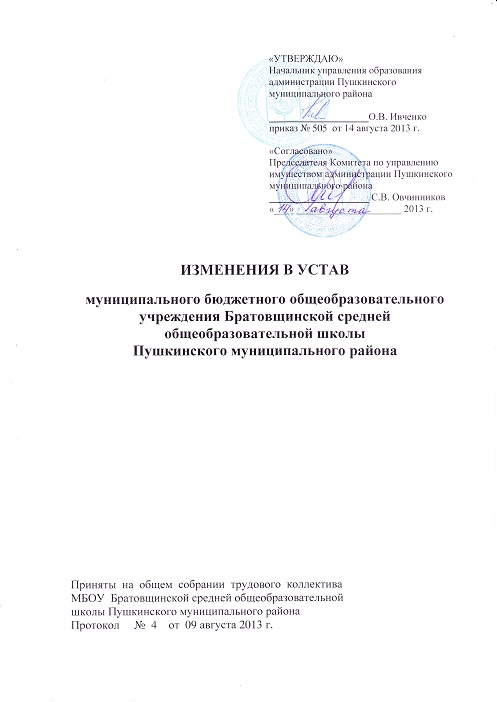 «УТВЕРЖДАЮ»
Начальник управления образования
администрации Пушкинского
муниципального района
____________________О.В. Ивченко
приказ № 505 от 14 августа 2013 г.
«Согласовано»
Председателя Комитета по управлению
имуществом администрации Пушкинского
муниципального района
____________________С.В. Овчинников
« 14 » августа 2013 г.
ИЗМЕНЕНИЯ В УСТАВ
муниципального бюджетного общеобразовательного
учреждения Братовщинской средней
общеобразовательной школы
Пушкинского муниципального района
Приняты на общем собрании трудового коллектива
МБОУ Братовщинской средней общеобразовательной
школы Пушкинского муниципального района
Протокол № 4 от 09 августа 2013 г.